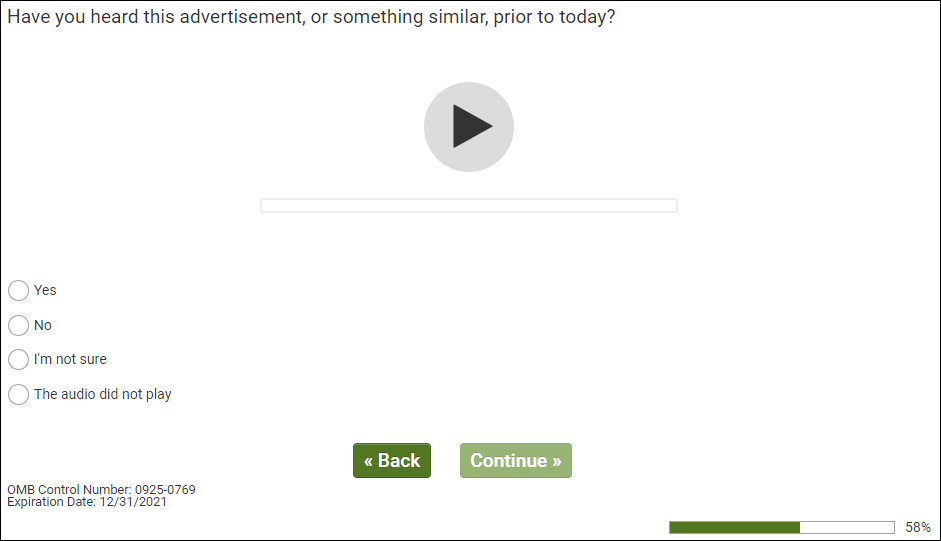 Have you heard this advertisement, or something similar, prior to today?
Yes
No
I'm not sure
The audio did not play
« Back
Continue »
OMB Control Number: 0925-0769
Expiration Date: 12/31/2021
58%